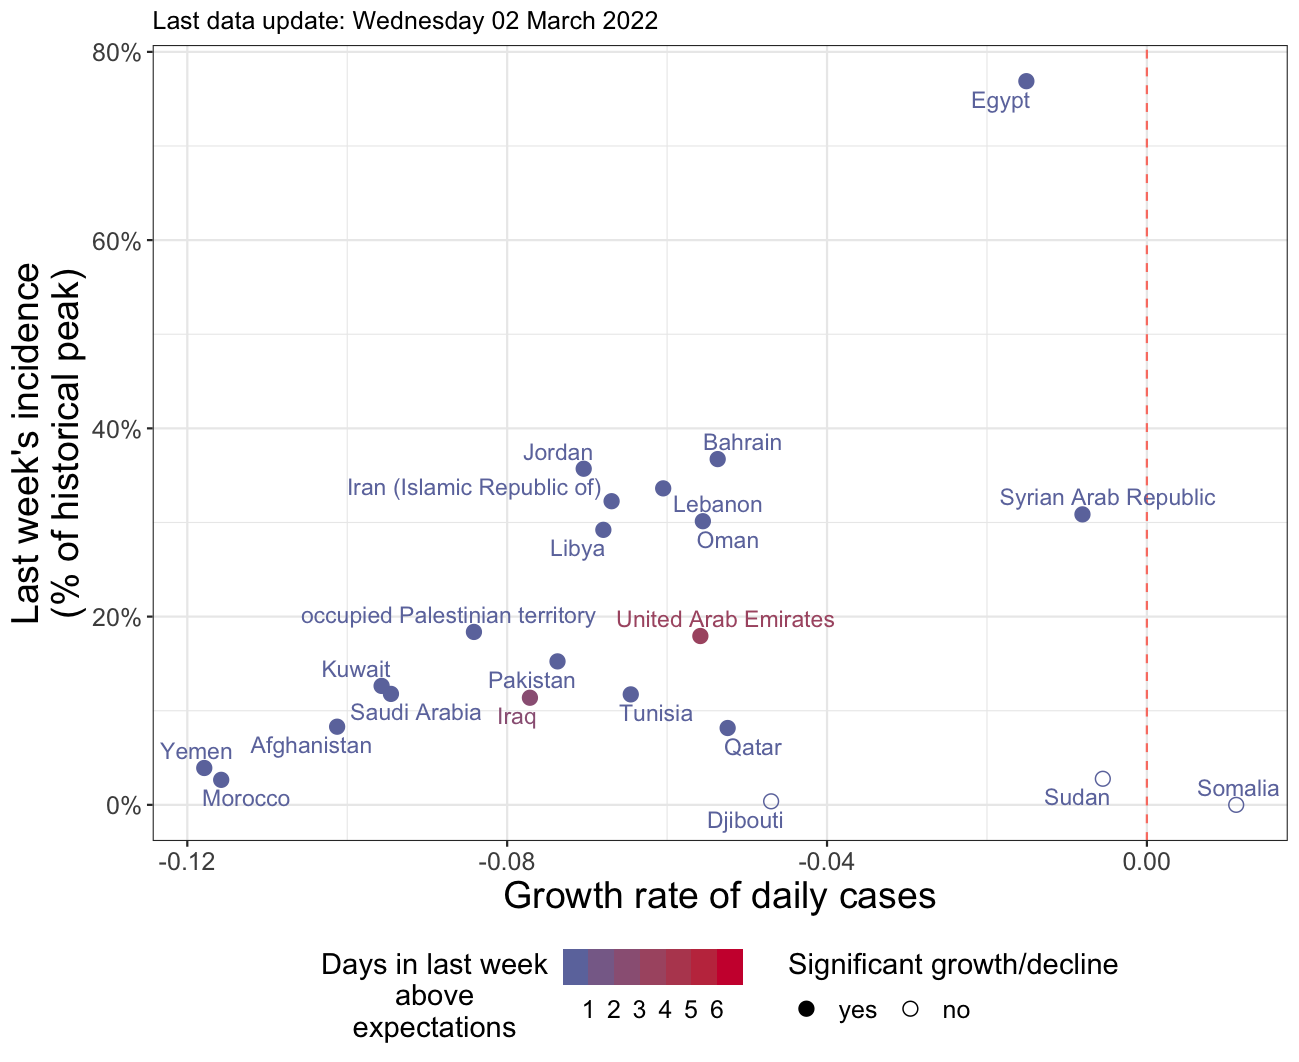 Last data update: Wednesday 02 March 2022
80%
60%
40%
20%
0%
Last week's incidence
(% of historical peak)
Egypt
Bahrain
Jordan
Iran (Islamic Republic of)
Lebanon
Syrian Arab Republic
Oman
Libya
occupied Palestinian territory
United Arab Emirates
Kuwait
Pakistan
Saudi Arabia
Iraq
Tunisia
Afghanistan
Qatar
Yemen
Morocco
Djibouti
Sudan
Somalia
-0.12 -0.08 -0.04 0.00
Growth rate of daily cases
Days in last week
above
expectations
1 2 3 4 5 6
Significant growth/decline
yes no